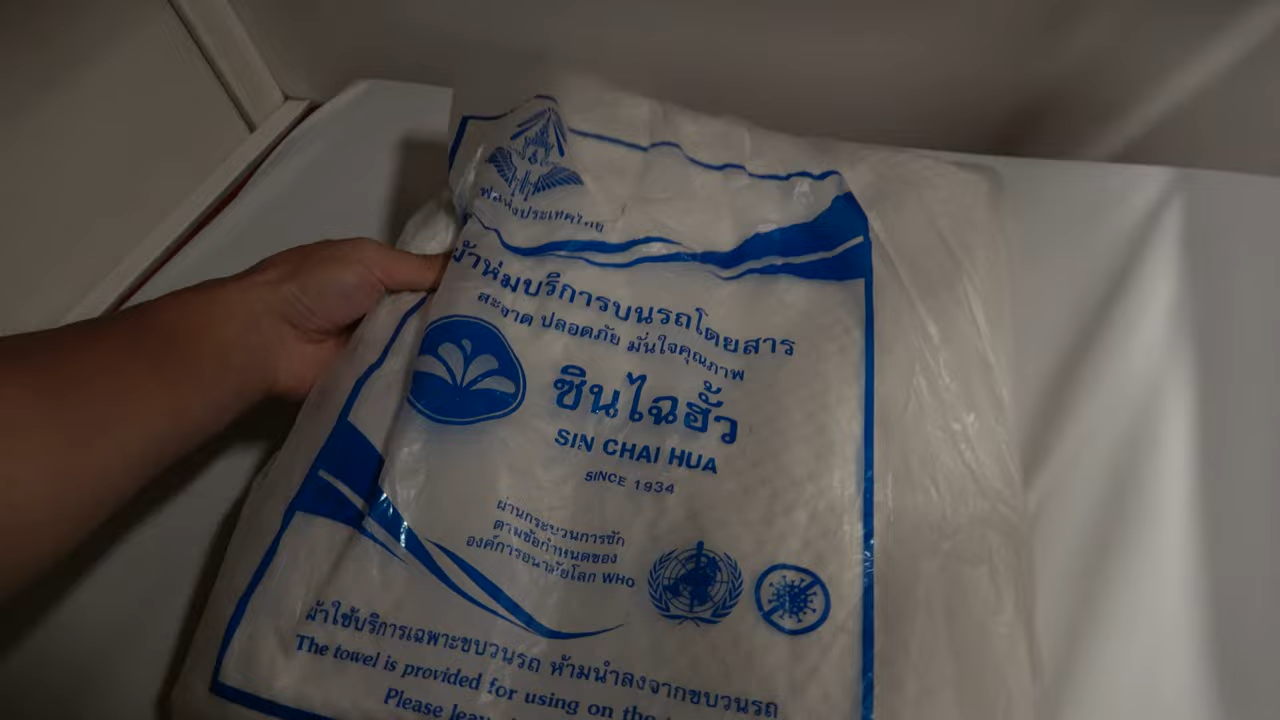 ผ้าห่มบริการบนรถโดยสาร
สะอาด ปลอดภัย มั่นใจคุณภาพ
ซินไฉฮั้ว
SIN CHAI HUA
SINCE 1934
ผ่านกระบวนการซัก
ตามข้อกำหนดของ
องค์การอนามัยโลก WHO
ผ้าใช้บริการเฉพาะขบวนรถ ห้ามนำลงจากขบวนรถ
The towel is provided for using on the
Please